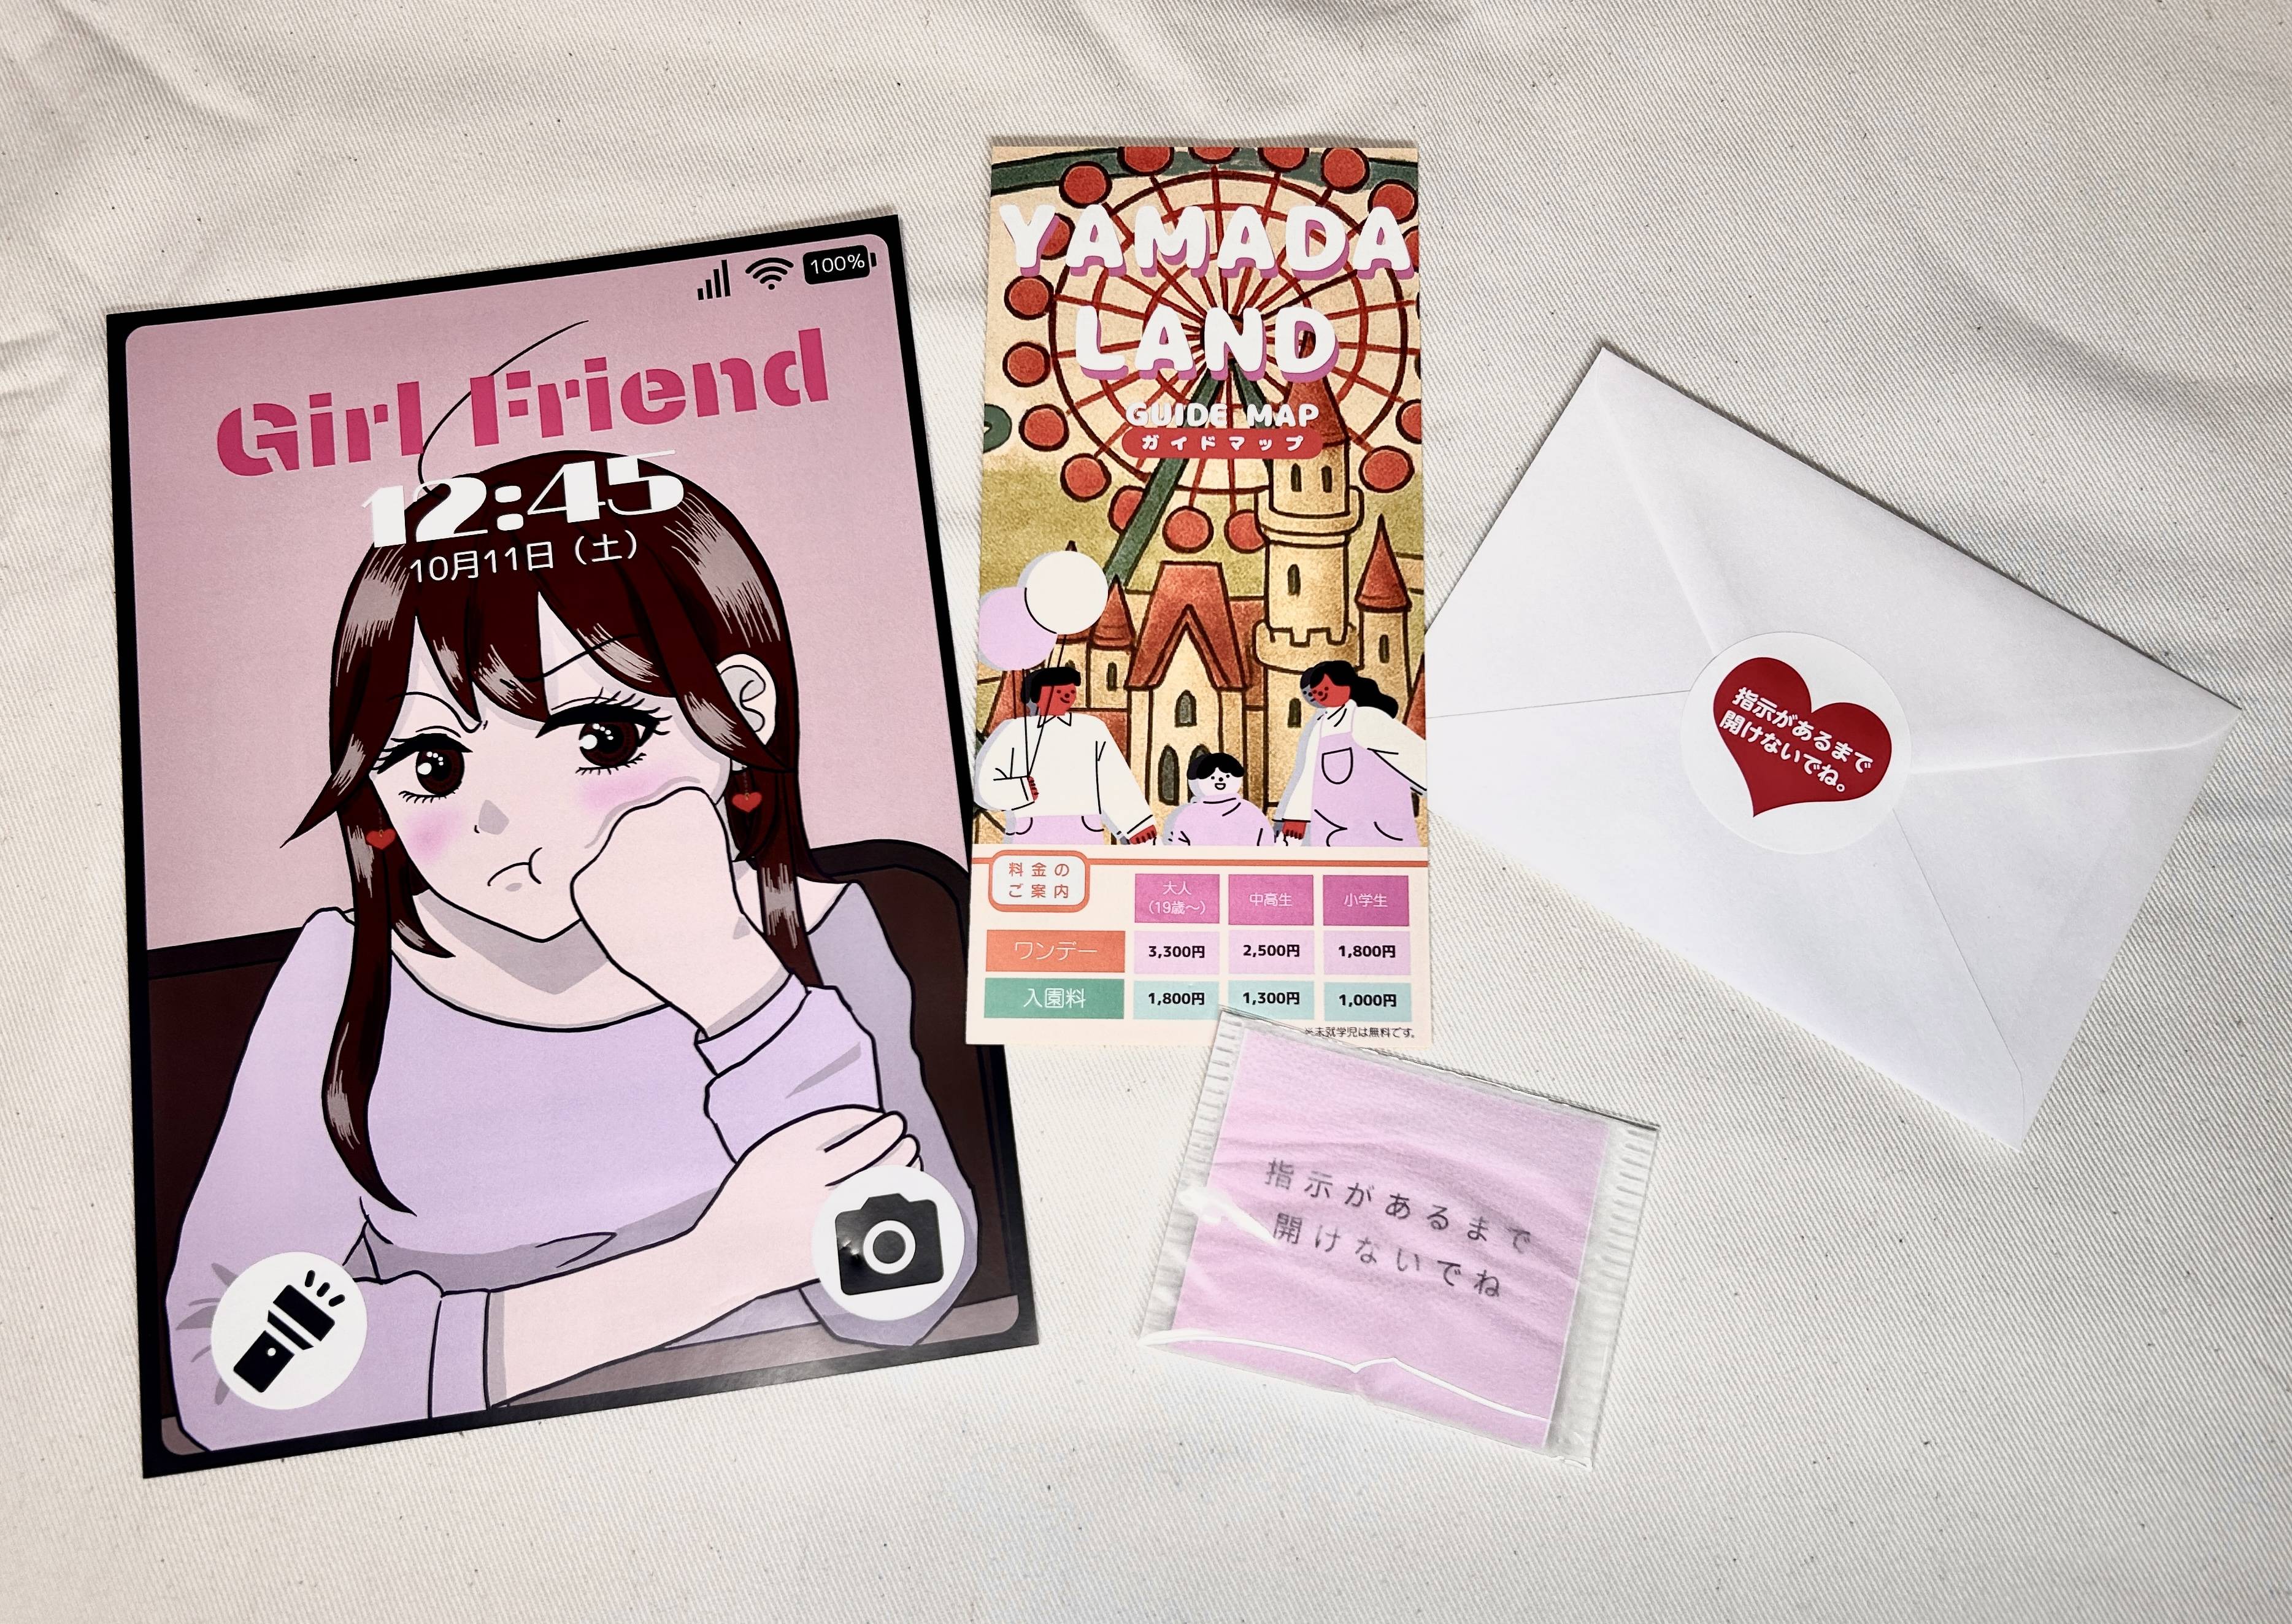 100%
Girl Friend
12:45
10月11日（土）
YAMADA
LAND
GUIDE MAP
ガイドマップ
料金の
ご案内
大人
（19歳～）
中高生
小学生
ワンデー
3,300円
2,500円
1,800円
入園料
1,800円
1,300円
1,000円
※未就学児は無料です。
指示があるまで
開けないでね。
指示があるまで
開けないでね